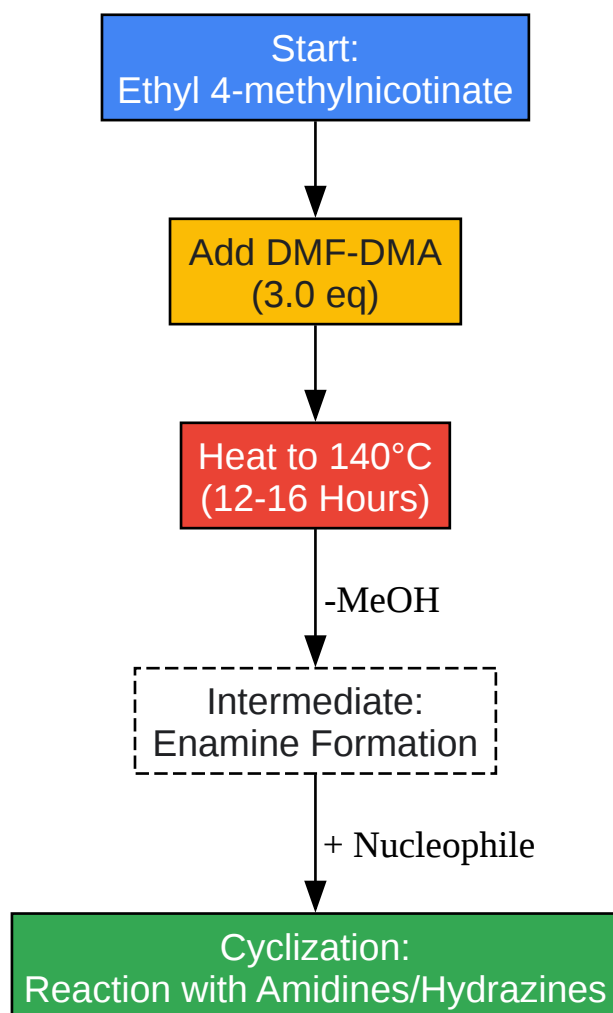 Start:
Ethyl 4-methylnicotinate
Add DMF-DMA
(3.0 eq)
Heat to 140°C
(12-16 Hours)
-MeOH
Intermediate:
Enamine Formation
+ Nucleophile
Cyclization:
Reaction with Amidines/Hydrazines